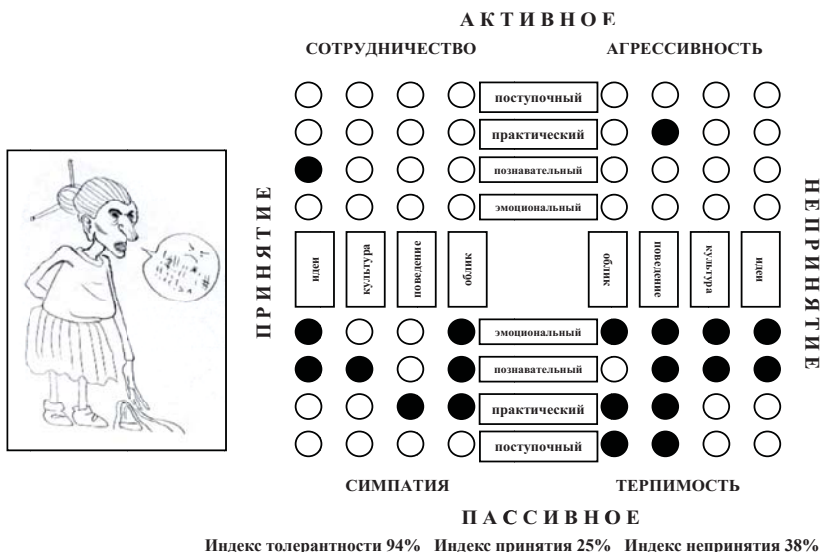 АКТИВНОЕ
СОТРУДНИЧЕСТВО АГРЕССИВНОСТЬ
поступочный
практический
познавательный
эмоциональный
ПРИНЯТИЕ
идеи культура поведение облик облик поведение культура идеи
НЕПРИНЯТИЕ
эмоциональный
познавательный
практический
поступочный
СИМПАТИЯ ТЕРПИМОСТЬ
ПАССИВНОЕ
Индекс толерантности 94% Индекс принятия 25% Индекс непринятия 38%